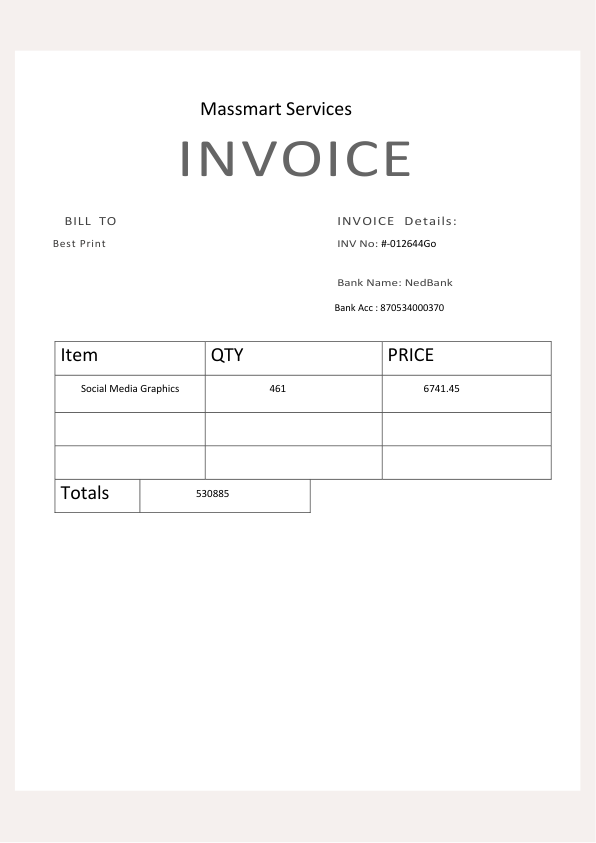 Massmart Services
INVOICE
BILL TO
INVOICE Details:
Best Print
INV No: #-012644Go
Bank Name: NedBank
Bank Acc : 870534000370
Item QTY PRICE
Social Media Graphics 461 6741.45
Totals 530885